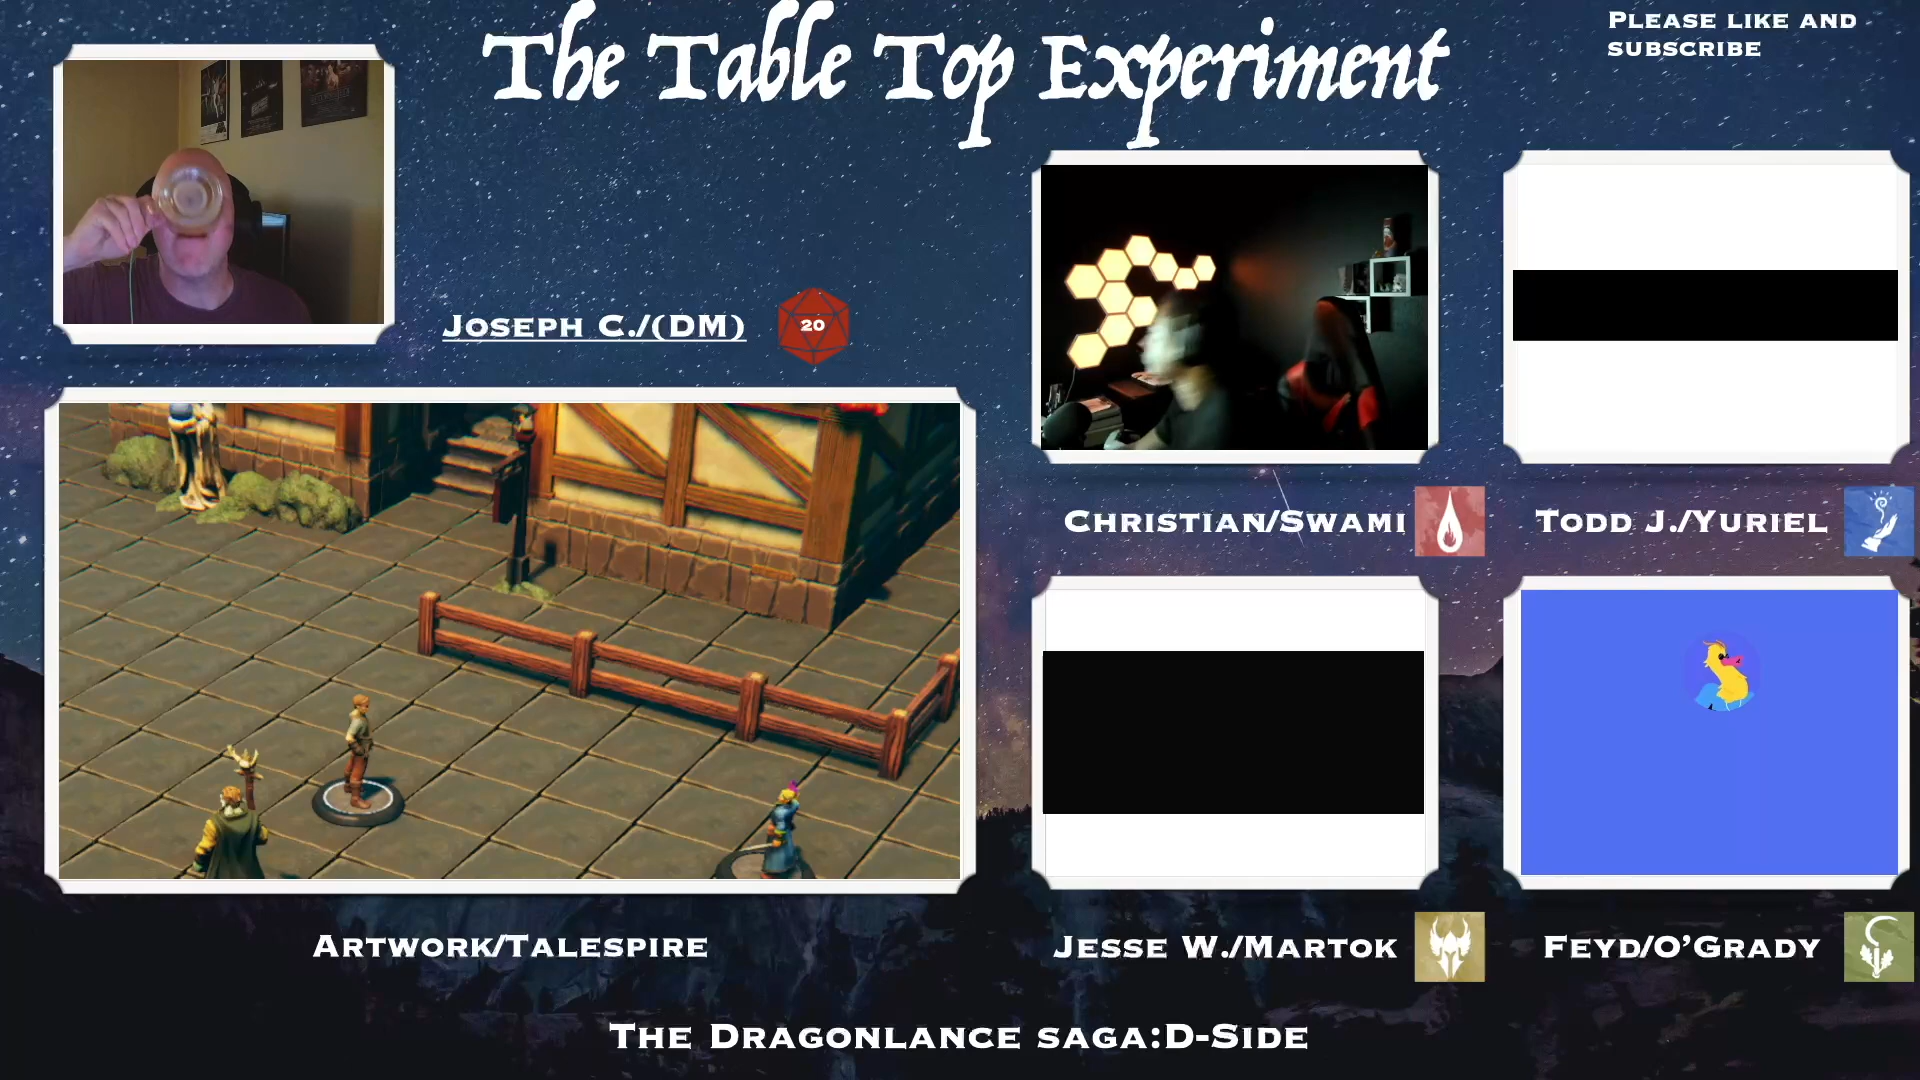 The Table Top Experiment
Please like and
subscribe
Joseph C./(DM)
20
Christian/Swami
Todd J./Yuriel
Artwork/Talespire
Jesse W./Martok
Feyd/O'Grady
The Dragonlance saga:D-Side